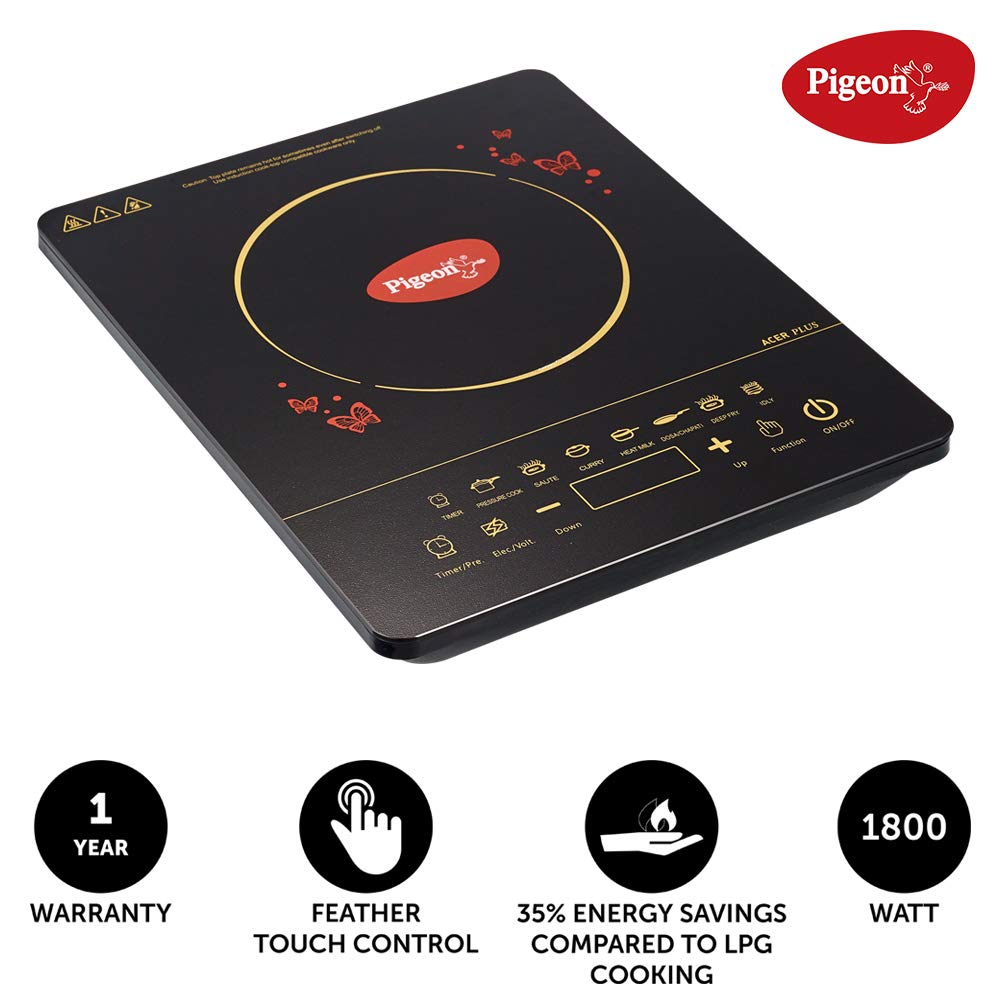 Pigeon®
Caution: Top plate remains hot for sometimes even after switching off
Use induction cook-top compatible cookware only
Pigeon
ACER PLUS
TIMER
PRESSURE COOK
SAUTE
CURRY
HEAT MILK
DOSA/CHAPATI
DEEP FRY
IDLY
Timer/Pre.
Elec./Volt.
Down
Up
Function
ON/OFF
1
YEAR
WARRANTY
FEATHER
TOUCH CONTROL
35% ENERGY SAVINGS
COMPARED TO LPG
COOKING
1800
WATT